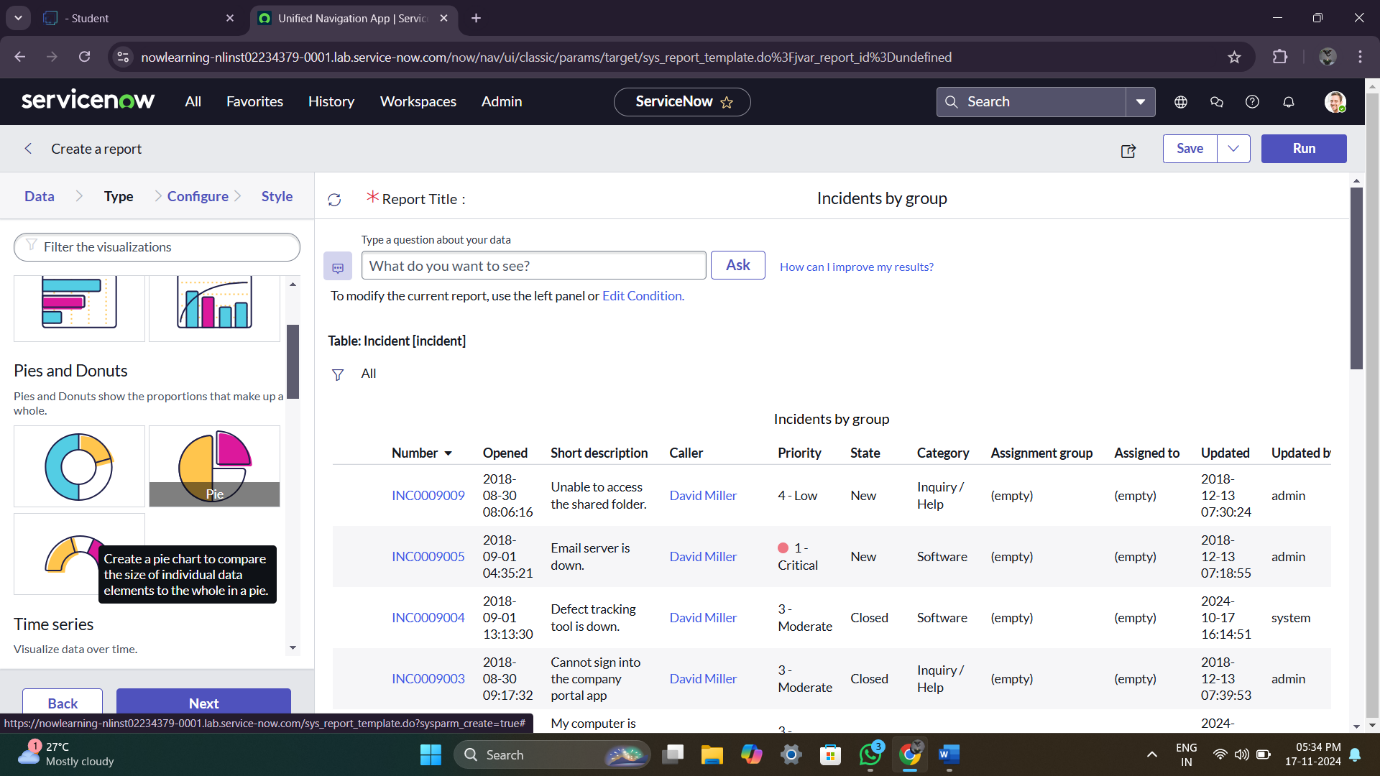 - Student
Unified Navigation App | Servic
nowlearning-nlinst02234379-0001.lab.service-now.com/now/nav/ui/classic/params/target/sys_report_template.do%3Fjvar_report_id%3Dundefined
servicenow
All
Favorites
History
Workspaces
Admin
ServiceNow
Search
Create a report
Save
Run
Data
Type
Configure
Style
Filter the visualizations
Pies and Donuts
Pies and Donuts show the proportions that make up a
whole.
Pie
Create a pie chart to compare
the size of individual data
elements to the whole in a pie.
Time series
Visualize data over time.
Back
Next
https://nowlearning-nlinst02234379-0001.lab.service-now.com/sys_report_template.do?sysparm_create=true#
*Report Title :
Incidents by group
Type a question about your data
What do you want to see?
Ask
How can I improve my results?
To modify the current report, use the left panel or Edit Condition.
Table: Incident [incident]
All
Incidents by group
Number Opened Short description Caller Priority State Category Assignment group Assigned to Updated Updated by
INC0009009
2018-
08-30
08:06:16
Unable to access
the shared folder.
David Miller
4 - Low
New
Inquiry /
Help
(empty)
(empty)
2018-
12-13
07:30:24
admin
INC0009005
2018-
09-01
04:35:21
Email server is
down.
David Miller
1 -
Critical
New
Software
(empty)
(empty)
2018-
12-13
07:18:55
admin
INC0009004
2018-
09-01
13:13:30
Defect tracking
tool is down.
David Miller
3 -
Moderate
Closed
Software
(empty)
(empty)
2024-
10-17
16:14:51
system
INC0009003
2018-
08-30
09:17:32
Cannot sign into
the company
portal app
David Miller
3 -
Moderate
Closed
Inquiry /
Help
(empty)
(empty)
2018-
12-13
07:39:53
admin
2018-
My computer is
3 -
2024-
1
27°C
Mostly cloudy
Search
3
W
ENG
IN
05:34 PM
17-11-2024